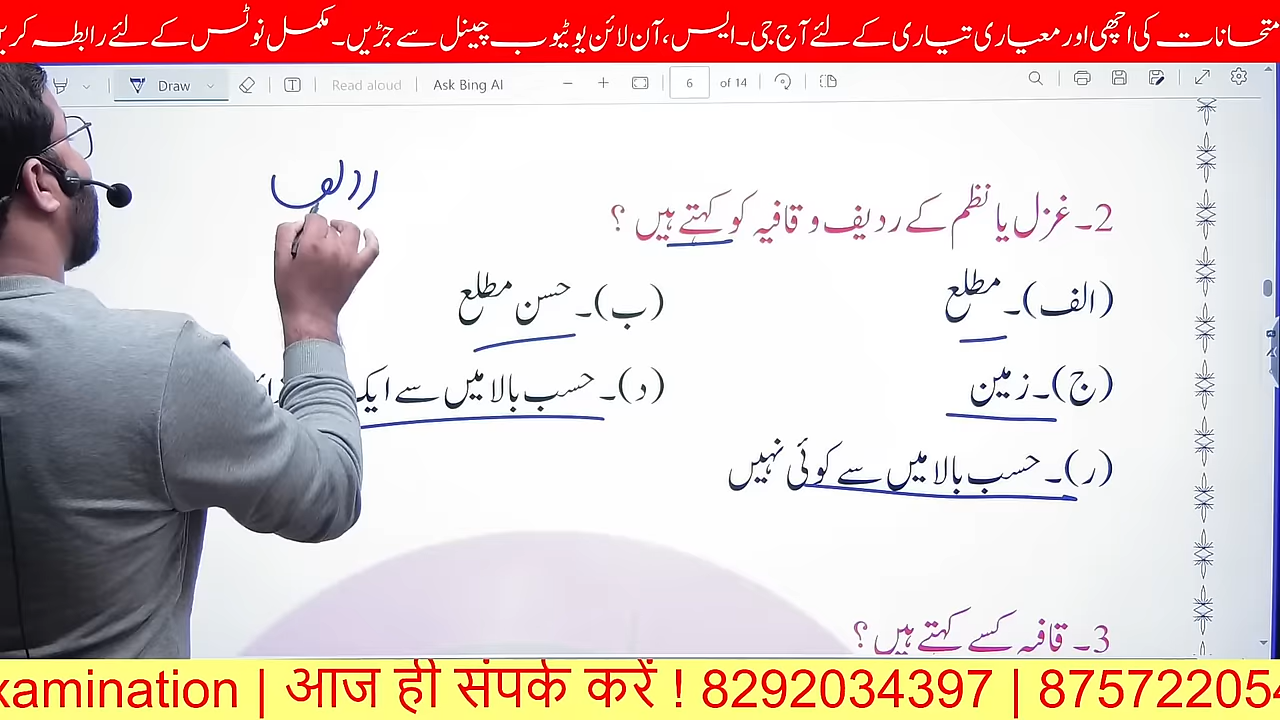 متحانات کی اچھی اور معیاری تیاری کے لئے آج جی۔ایس، آن لائن یوٹیوب چینل سے جڑیں۔ مکمل نوٹس کے لئے رابطہ کریں
Draw
Read aloud
Ask Bing AI
6
of 14
2۔ غزل یا نظم کے ردیف و قافیہ کو کہتے ہیں ؟
(الف)۔ مطلع
(ب)۔ حسن مطلع
(ج)۔ زمین
(د)۔ حسب بالا میں سے ایک
(ر)۔ حسب بالا میں سے کوئی نہیں
3۔ قافیہ کسے کہتے ہیں ؟
xamination | आज ही संपर्क करें ! 8292034397 | 875722054